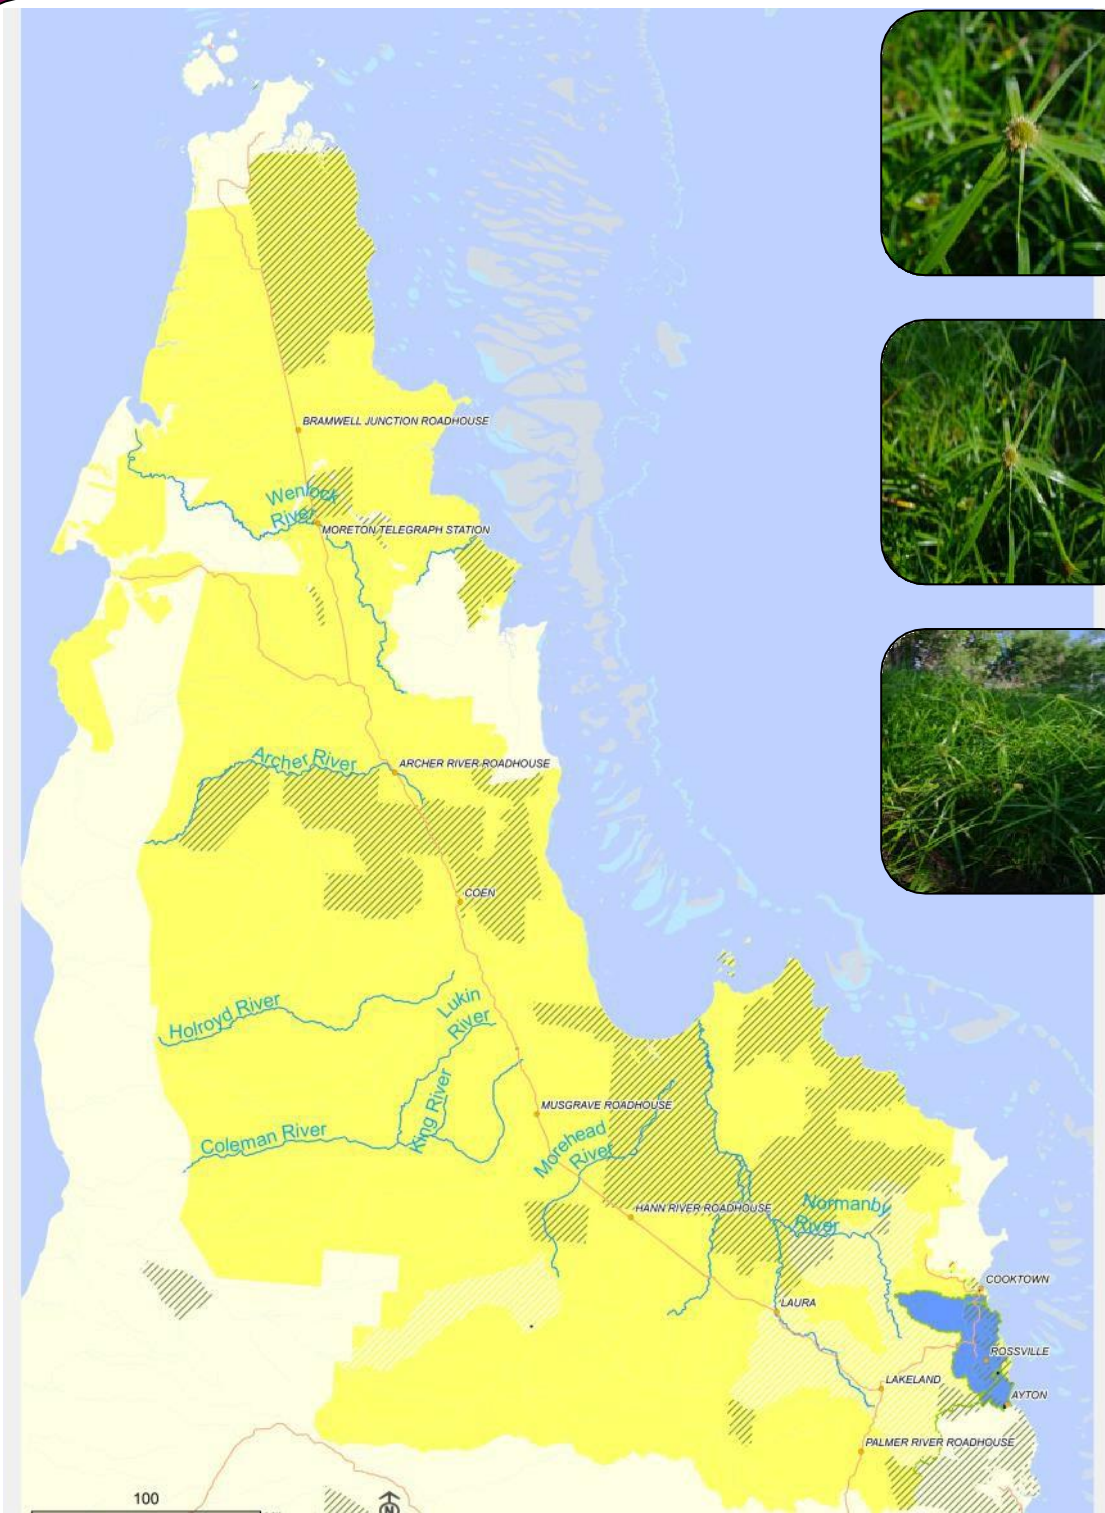 BRAMWELL JUNCTION ROADHOUSE
Wenlock
River
MORETON TELEGRAPH STATION
Archer River
ARCHER RIVER ROADHOUSE
COEN
Holroyd River
Lukin
River
King River
MUSGRAVE ROADHOUSE
Coleman River
Morehead
River
HANN RIVER ROADHOUSE
Normanby
River
COOKTOWN
LAURA
ROSSVILLE
LAKELAND
AYTON
PALMER RIVER ROADHOUSE
100
N